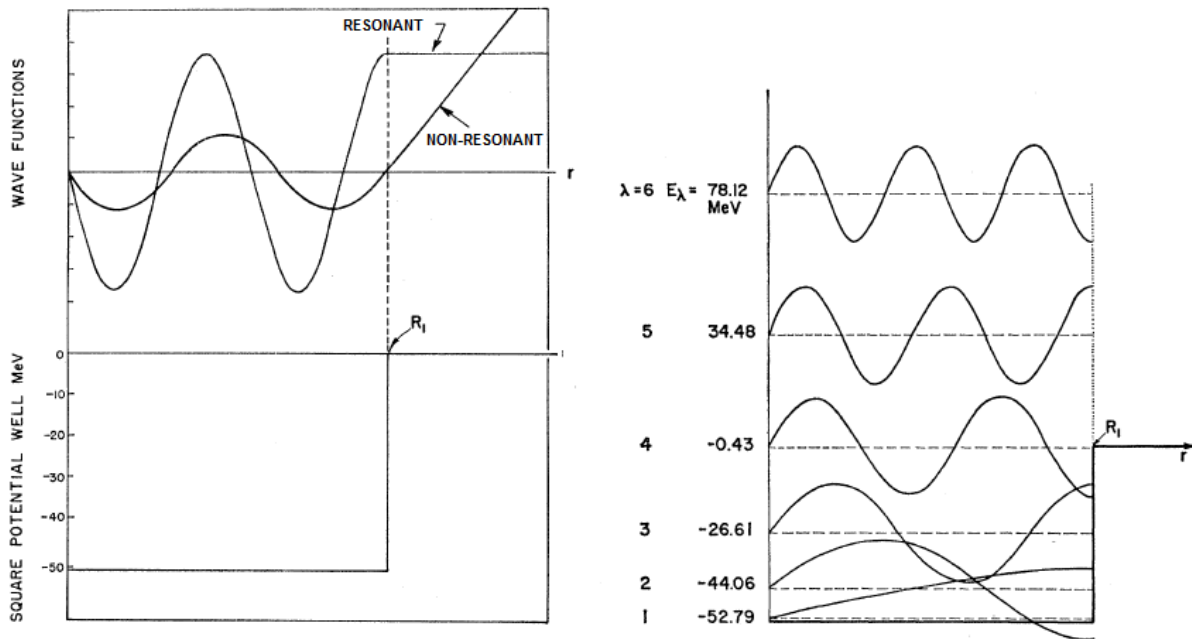 WAVE FUNCTIONS
RESONANT
NON-RESONANT
r
R₁
SQUARE POTENTIAL WELL MeV
0
-10
-20
-30
-40
-50
λ=6 Eλ= 78.12
MeV
5 34.48
4 -0.43
R₁
r
3 -26.61
2 -44.06
1 -52.79